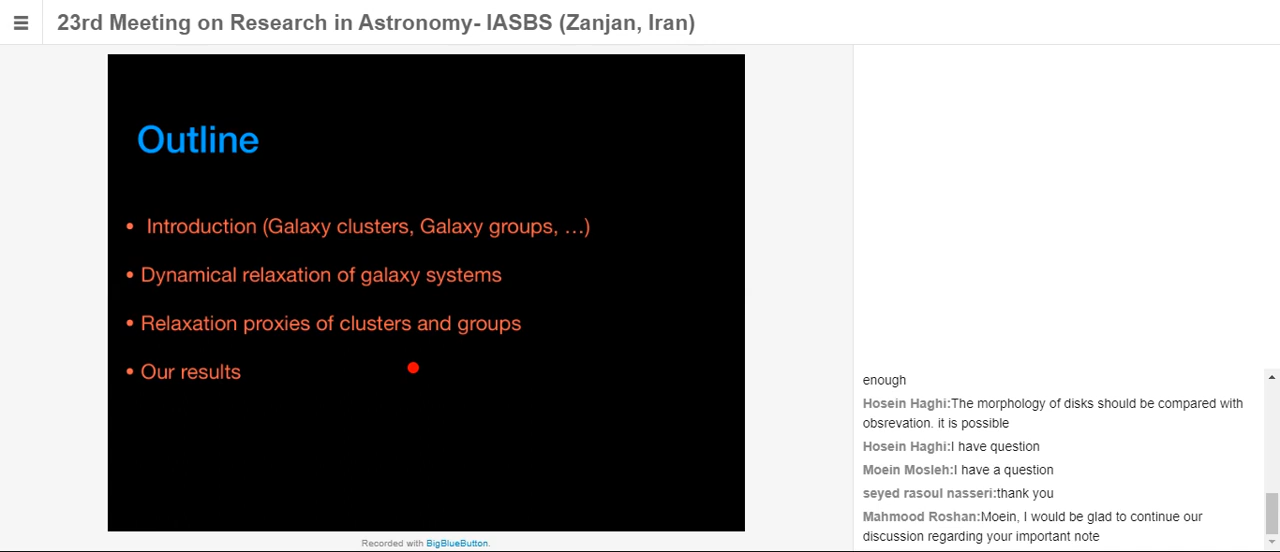 23rd Meeting on Research in Astronomy- IASBS (Zanjan, Iran)
Outline
• Introduction (Galaxy clusters, Galaxy groups, …)
• Dynamical relaxation of galaxy systems
• Relaxation proxies of clusters and groups
• Our results
Recorded with BigBlueButton.
enough
Hosein Haghi:The morphology of disks should be compared with
obsrevation. it is possible
Hosein Haghi:I have question
Moein Mosleh:I have a question
seyed rasoul nasseri:thank you
Mahmood Roshan:Moein, I would be glad to continue our
discussion regarding your important note